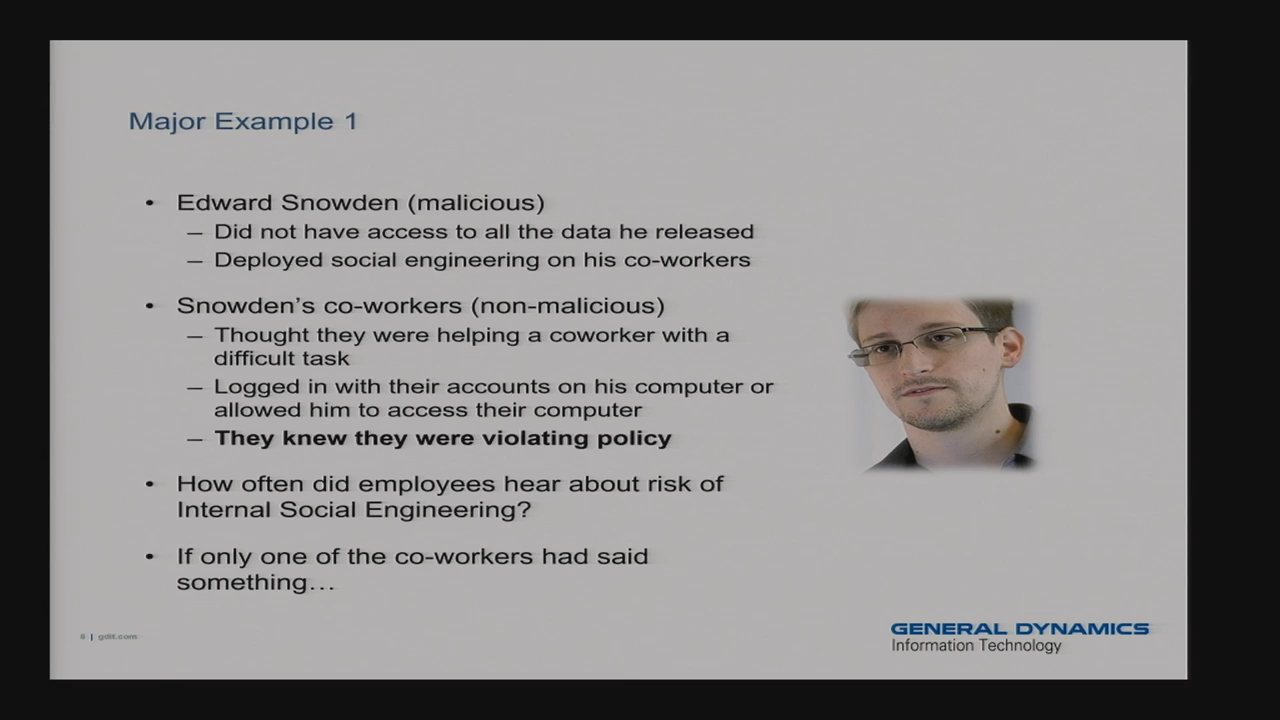 Major Example 1
• Edward Snowden (malicious)
– Did not have access to all the data he released
– Deployed social engineering on his co-workers
• Snowden’s co-workers (non-malicious)
– Thought they were helping a coworker with a
difficult task
– Logged in with their accounts on his computer or
allowed him to access their computer
– They knew they were violating policy
• How often did employees hear about risk of
Internal Social Engineering?
• If only one of the co-workers had said
something…
8 | gdit.com
GENERAL DYNAMICS
Information Technology